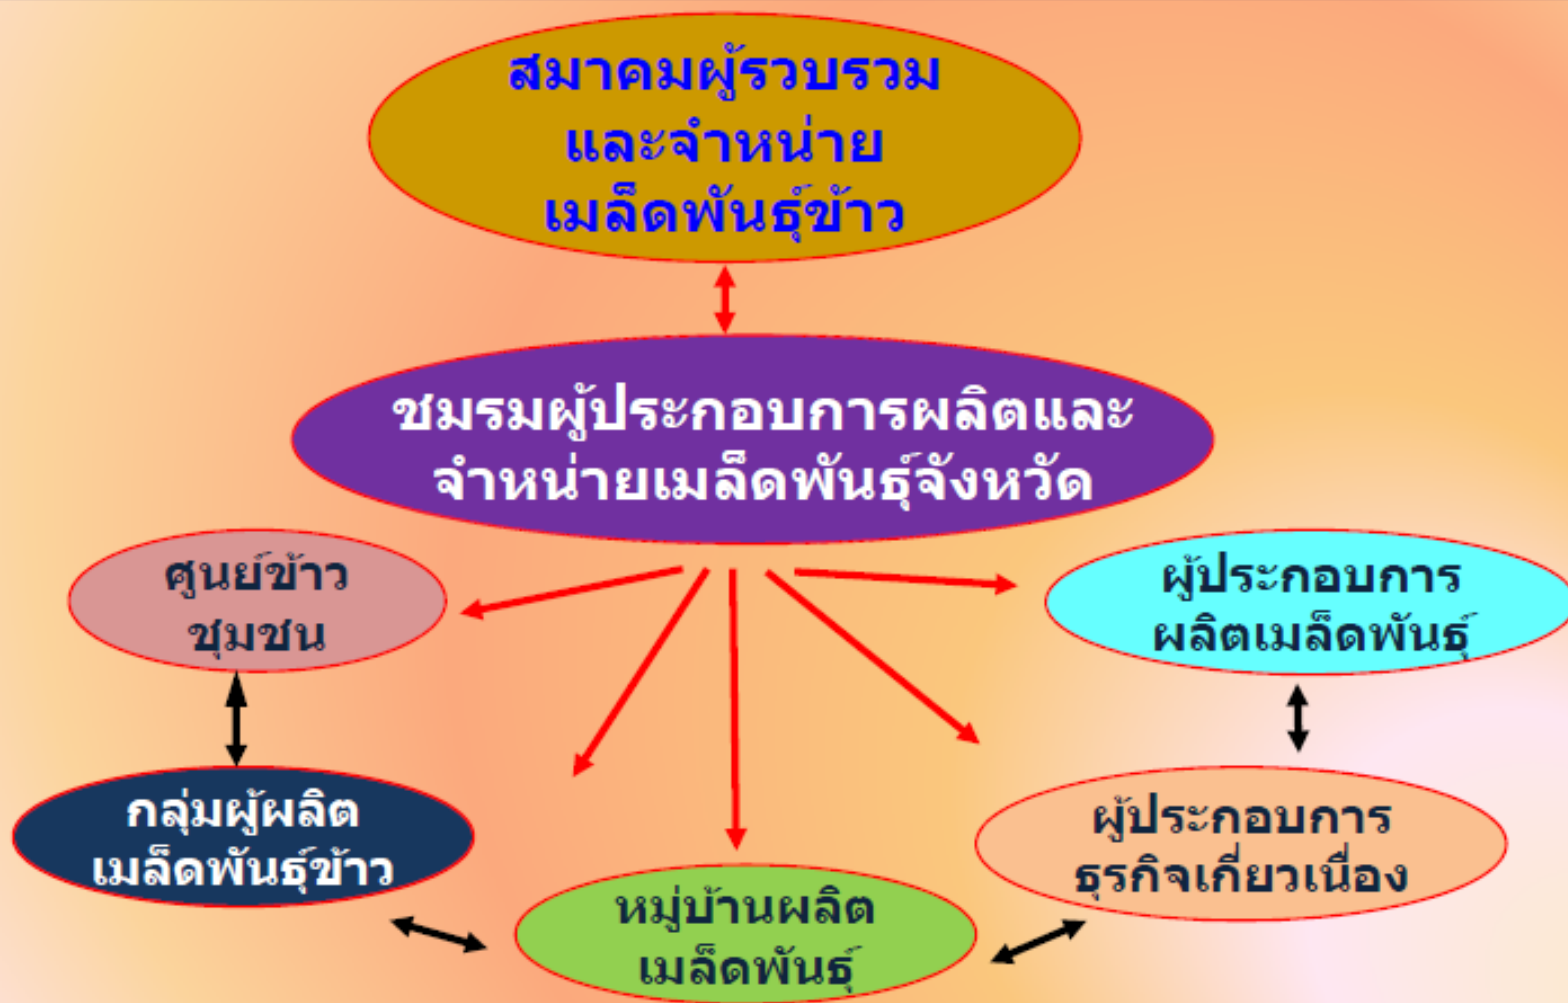 สมาคมผู้รวบรวม
และจำหน่าย
เมล็ดพันธุ์ข้าว
ชมรมผู้ประกอบการผลิตและ
จำหน่ายเมล็ดพันธุ์จังหวัด
ศูนย์ข้าว
ชุมชน
ผู้ประกอบการ
ผลิตเมล็ดพันธุ์
กลุ่มผู้ผลิต
เมล็ดพันธุ์ข้าว
ผู้ประกอบการ
ธุรกิจเกี่ยวเนื่อง
หมู่บ้านผลิต
เมล็ดพันธุ์